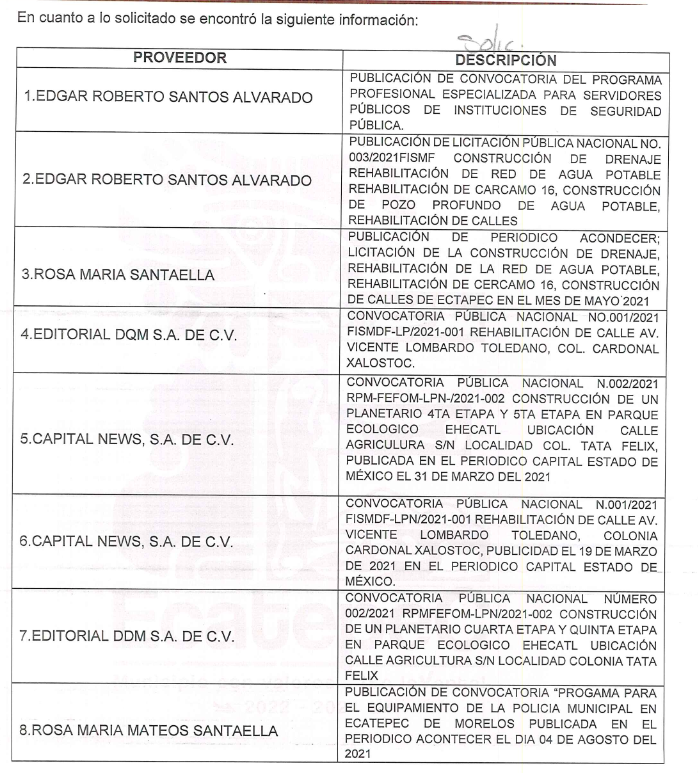 En cuanto a lo solicitado se encontró la siguiente información:
Solic.
PROVEEDOR
DESCRIPCIÓN
1.EDGAR ROBERTO SANTOS ALVARADO
PUBLICACIÓN DE CONVOCATORIA DEL PROGRAMA
PROFESIONAL ESPECIALIZADA PARA SERVIDORES
PÚBLICOS DE INSTITUCIONES DE SEGURIDAD
PÚBLICA.
2.EDGAR ROBERTO SANTOS ALVARADO
PUBLICACIÓN DE LICITACIÓN PÚBLICA NACIONAL NO.
003/2021FISMF CONSTRUCCIÓN DE DRENAJE
REHABILITACIÓN DE RED DE AGUA POTABLE
REHABILITACIÓN DE CARCAMO 16, CONSTRUCCIÓN
DE POZO PROFUNDO DE AGUA POTABLE,
REHABILITACIÓN DE CALLES
3.ROSA MARIA SANTAELLA
PUBLICACIÓN DE PERIODICO ACONDECER;
LICITACIÓN DE LA CONSTRUCCIÓN DE DRENAJE,
REHABILITACIÓN DE LA RED DE AGUA POTABLE,
REHABILITACIÓN DE CERCAMO 16, CONSTRUCCIÓN
DE CALLES DE ECTAPEC EN EL MES DE MAYO 2021
4.EDITORIAL DQM S.A. DE C.V.
CONVOCATORIA PÚBLICA NACIONAL NO.001/2021
FISMDF-LP/2021-001 REHABILITACIÓN DE CALLE AV.
VICENTE LOMBARDO TOLEDANO, COL. CARDONAL
XALOSTOC.
5.CAPITAL NEWS, S.A. DE C.V.
CONVOCATORIA PÚBLICA NACIONAL N.002/2021
RPM-FEFOM-LPN-/2021-002 CONSTRUCCIÓN DE UN
PLANETARIO 4TA ETAPA Y 5TA ETAPA EN PARQUE
ECOLOGICO EHECATL UBICACIÓN CALLE
AGRICULURA S/N LOCALIDAD COL. TATA FELIX,
PUBLICADA EN EL PERIODICO CAPITAL ESTADO DE
MÉXICO EL 31 DE MARZO DEL 2021
6.CAPITAL NEWS, S.A. DE C.V.
CONVOCATORIA PÚBLICA NACIONAL N.001/2021
FISMDF-LPN/2021-001 REHABILITACIÓN DE CALLE AV.
VICENTE LOMBARDO TOLEDANO, COLONIA
CARDONAL XALOSTOC, PUBLICIDAD EL 19 DE MARZO
DE 2021 EN EL PERIODICO CAPITAL ESTADO DE
MÉXICO.
7.EDITORIAL DDM S.A. DE C.V.
CONVOCATORIA PÚBLICA NACIONAL NÚMERO
002/2021 RPMFEFOM-LPN/2021-002 CONSTRUCCIÓN
DE UN PLANETARIO CUARTA ETAPA Y QUINTA ETAPA
EN PARQUE ECOLOGICO EHECATL UBICACIÓN
CALLE AGRICULTURA S/N LOCALIDAD COLONIA TATA
FELIX
8.ROSA MARIA MATEOS SANTAELLA
PUBLICACIÓN DE CONVOCATORIA "PROGAMA PARA
EL EQUIPAMIENTO DE LA POLICIA MUNICIPAL EN
ECATEPEC DE MORELOS PUBLICADA EN EL
PERIODICO ACONTECER EL DIA 04 DE AGOSTO DEL
2021